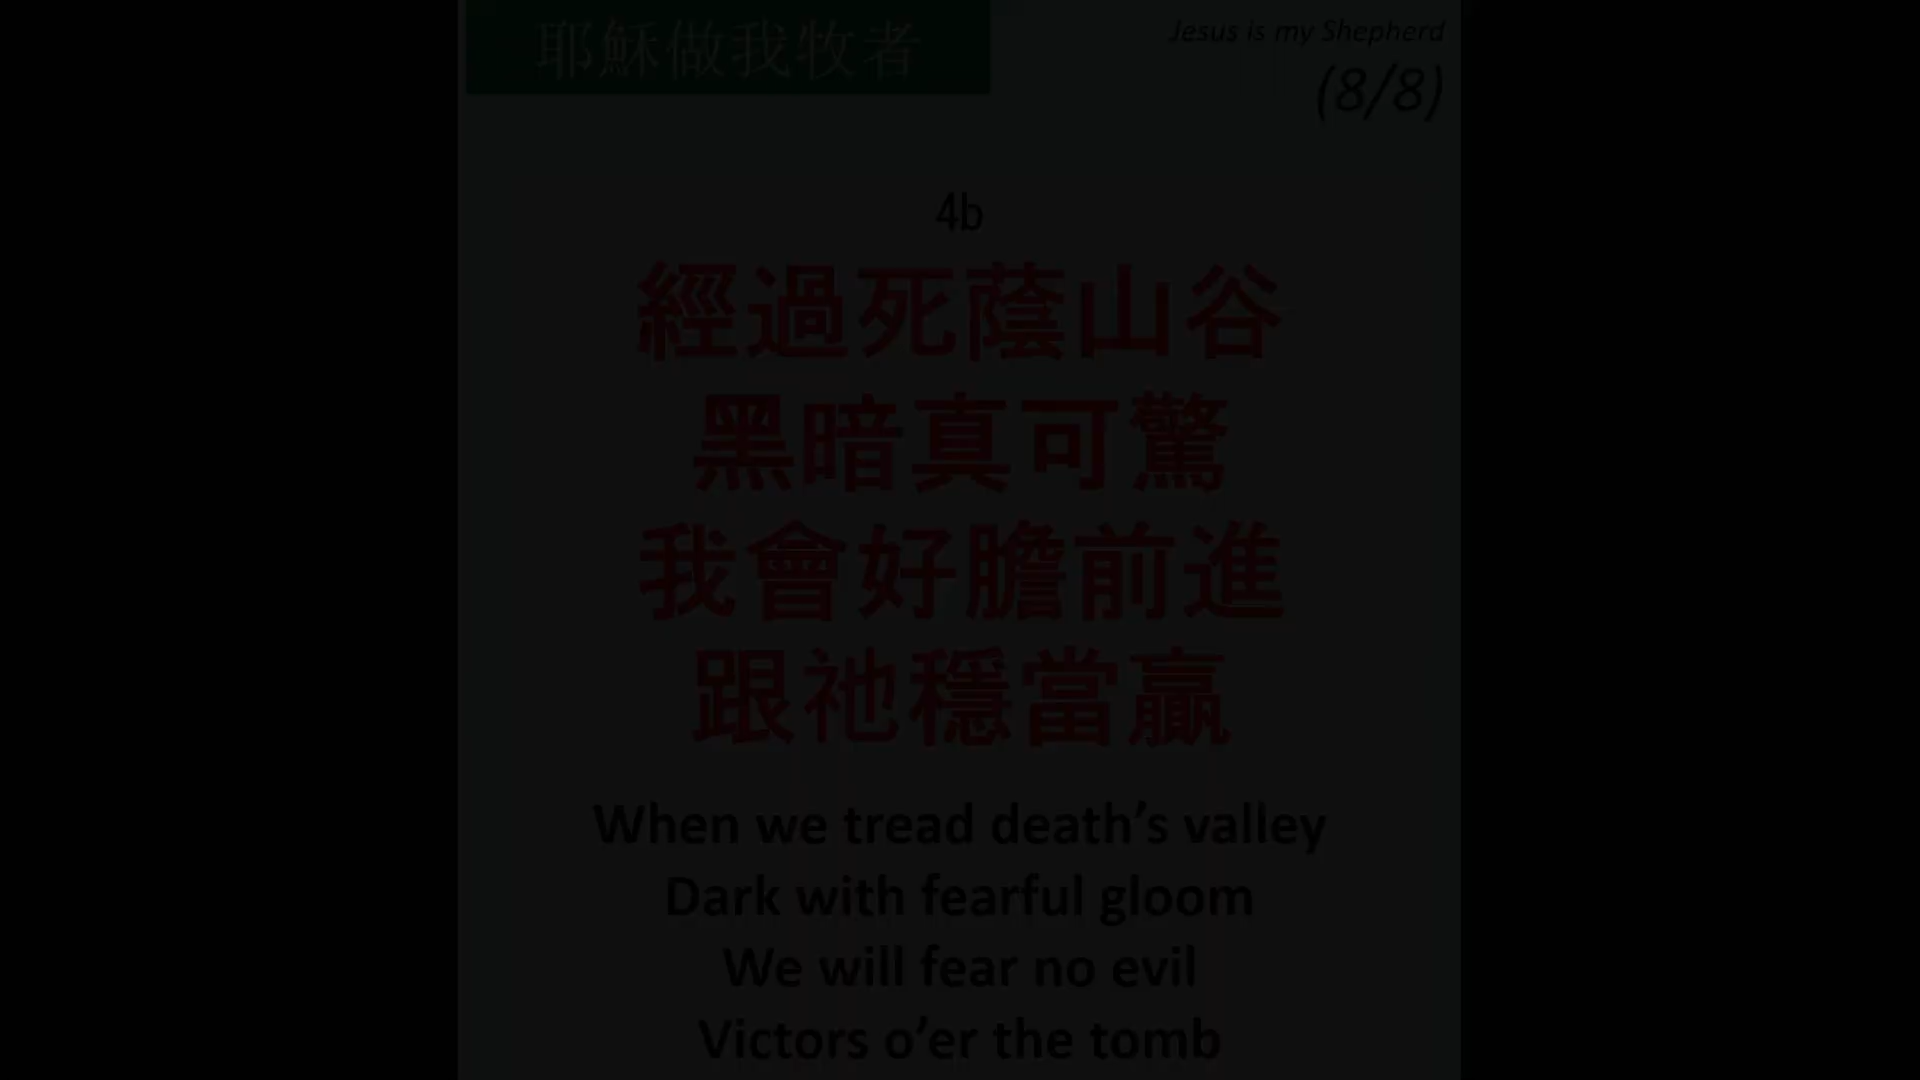 耶穌做我牧者
Jesus is my Shepherd
(8/8)
4b
經過死蔭山谷
黑暗真可驚
我會好膽前進
跟祂穩當贏
When we tread death’s valley
Dark with fearful gloom
We will fear no evil
Victors o’er the tomb